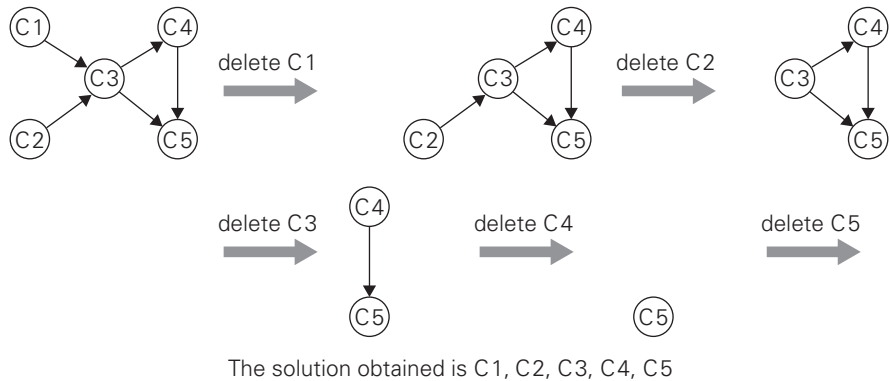 C1 C4 C4 C4
delete C1 delete C2
C3 C3 C3
C2 C5 C2 C5 C5
delete C3 C4 delete C4 delete C5
C5 C5
The solution obtained is C1, C2, C3, C4, C5